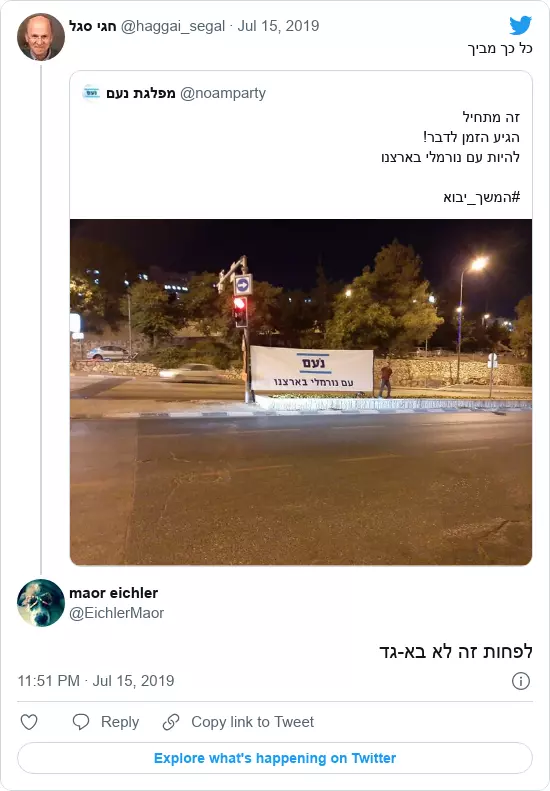 חגי סגל @haggai_segal · Jul 15, 2019
כל כך מביך
נעם
מפלגת נעם @noamparty
זה מתחיל
הגיע הזמן לדבר!
להיות עם נורמלי בארצנו
#המשך_יבוא
נעם
עם נורמלי בארצנו
maor eichler
@EichlerMaor
לפחות זה לא בא-גד
11:51 PM · Jul 15, 2019
Reply
Copy link to Tweet
Explore what's happening on Twitter